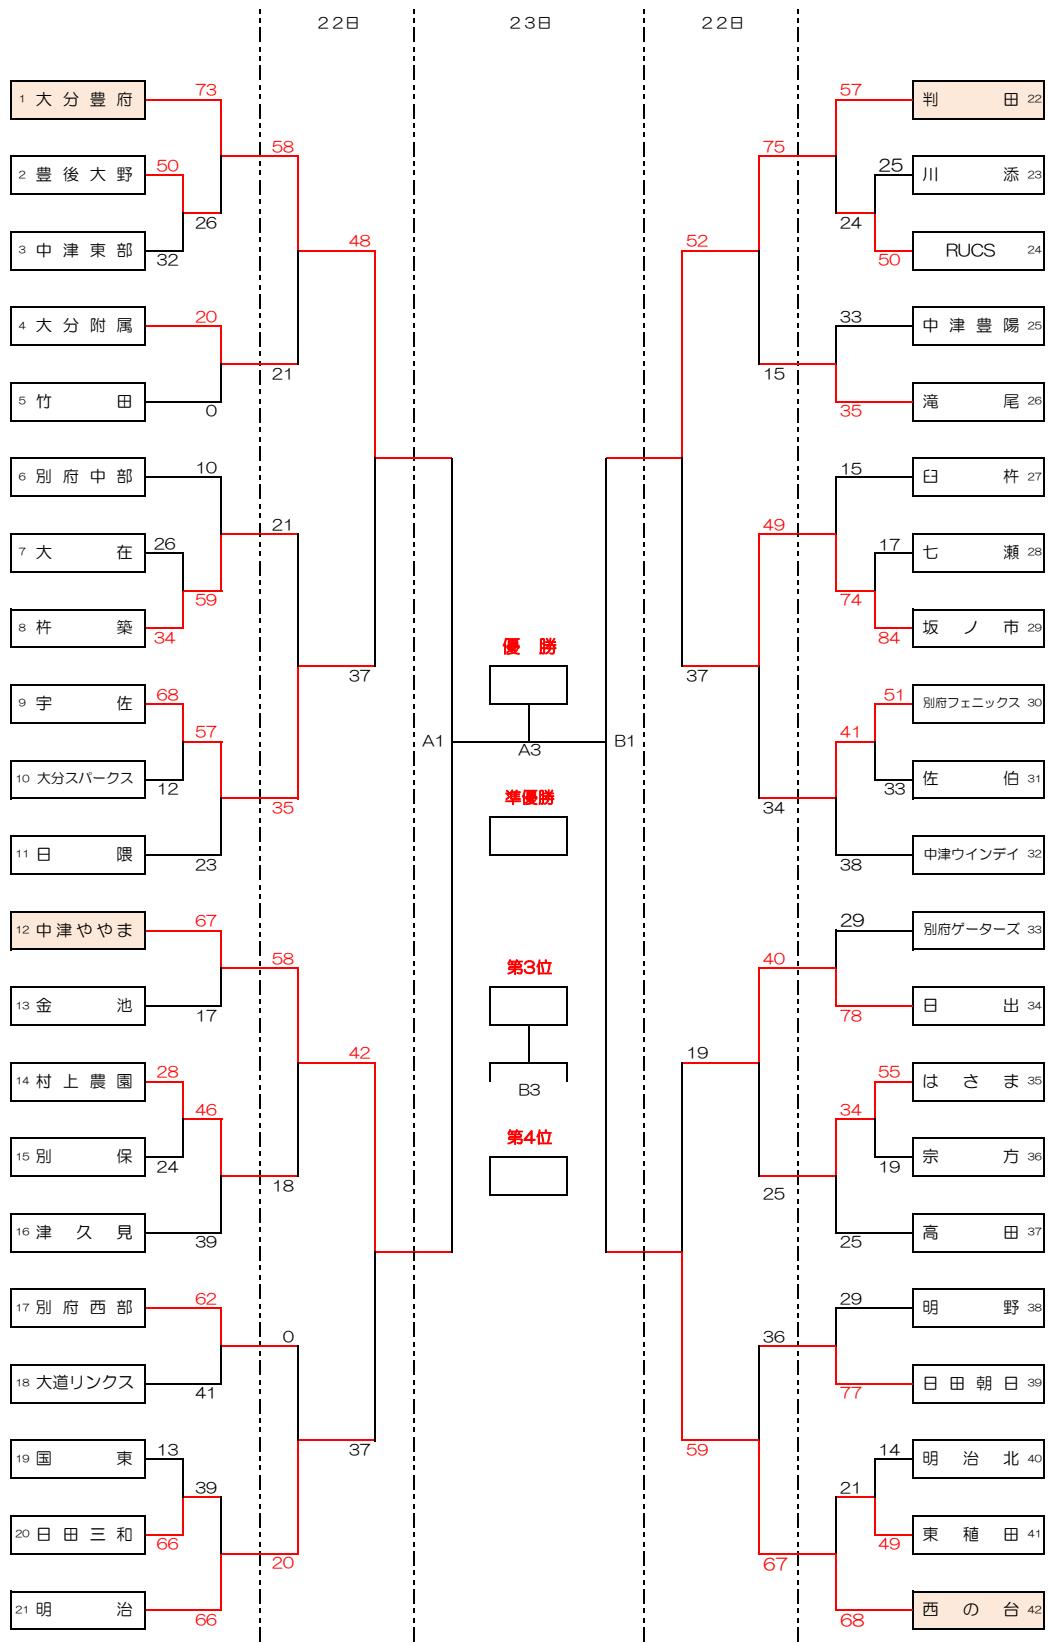 22日 23日 22日
1 大分豊府
73
2 豊後大野
50
26
3 中津東部
32
58
4 大分附属
20
21
5 竹田
0
48
6 別府中部
10
21
7 大在
26
59
8 杵築
34
37
9 宇佐
68
57
10 大分スパークス
12
35
11 日隈
23
12 中津ややま
67
58
13 金池
17
42
14 村上農園
28
46
15 別保
24
18
16 津久見
39
17 別府西部
62
0
18 大道リンクス
41
37
19 国東
13
39
20 日田三和
66
20
21 明治
66
A1
優勝
A3
準優勝
第3位
B3
第4位
B1
57
判田 22
75
25
川添 23
24
RUCS 24
50
52
33
中津豊陽 25
15
滝尾 26
35
15
臼杵 27
49
17
七瀬 28
74
坂ノ市 29
84
37
51
別府フェニックス 30
41
佐伯 31
33
34
中津ウインディ 32
38
29
別府ゲーターズ 33
40
日出 34
78
19
55
はさま 35
34
宗方 36
19
25
高田 37
25
29
明野 38
36
日田朝日 39
77
59
14
明治北 40
21
東稙田 41
49
67
西の台 42
68